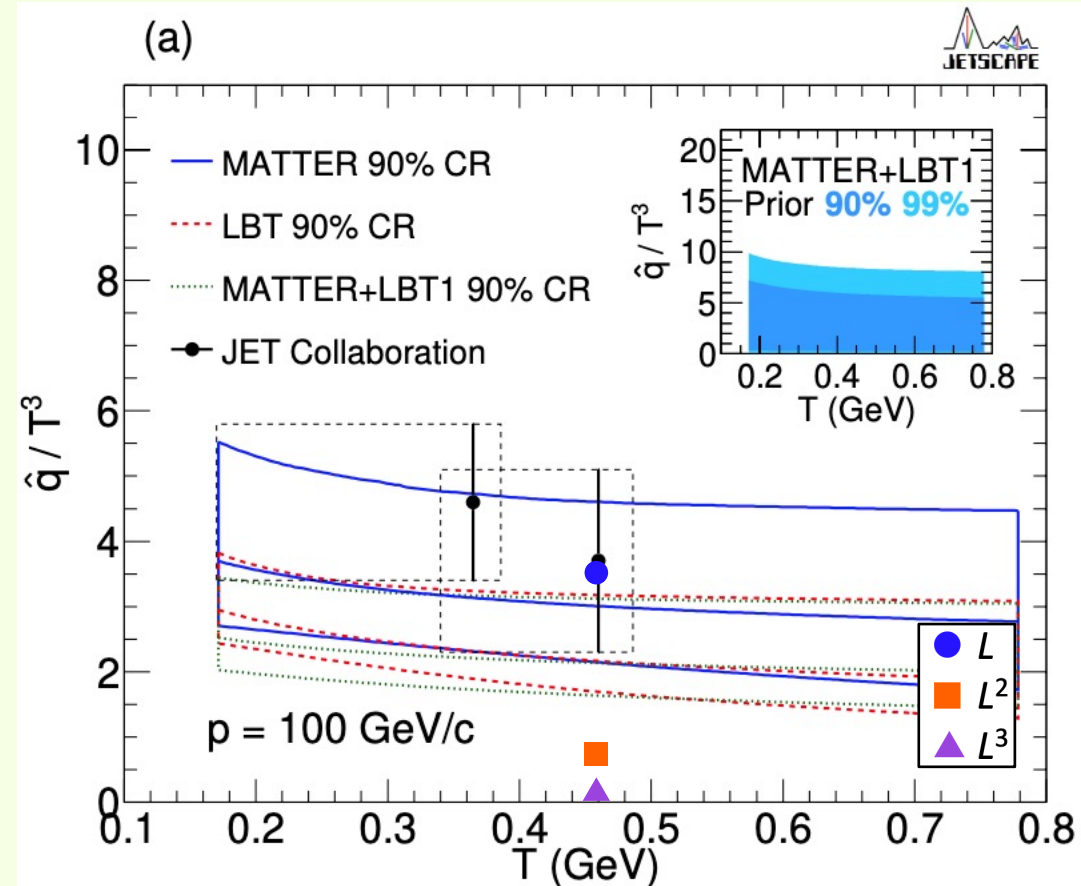 (a)
JETSCAPE
MATTER 90% CR
LBT 90% CR
MATTER+LBT1 90% CR
JET Collaboration
MATTER+LBT1
Prior 90% 99%
20
15
10
5
0
q̂ / T³
0.2 0.4 0.6 0.8
T (GeV)
10
8
6
4
2
0
q̂ / T³
p = 100 GeV/c
L
L²
L³
0.1 0.2 0.3 0.4 0.5 0.6 0.7 0.8
T (GeV)